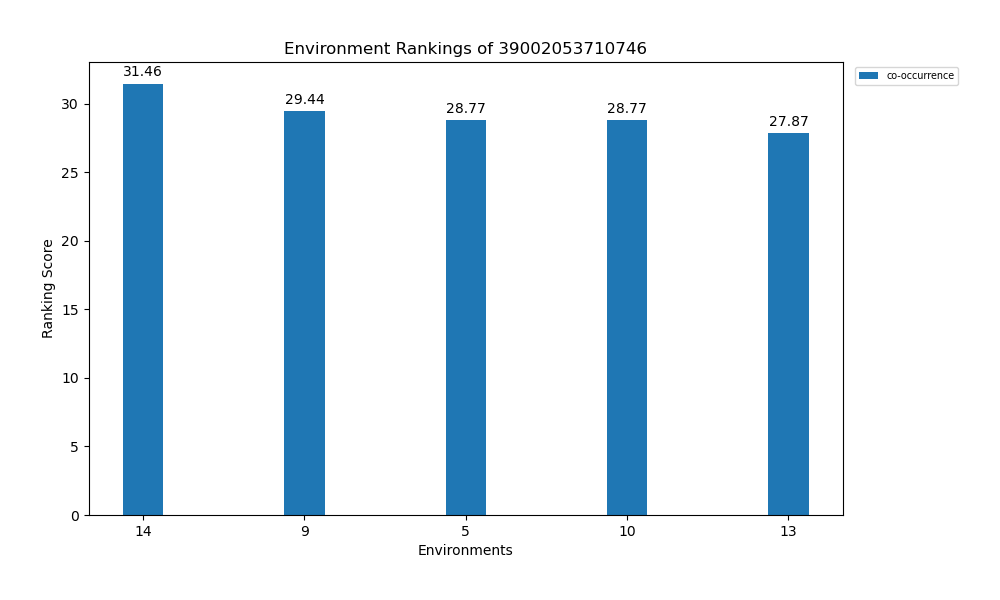 Environment Rankings of 39002053710746
co-occurrence
Ranking Score
30
25
20
15
10
5
0
31.46
29.44
28.77
28.77
27.87
14 9 5 10 13
Environments